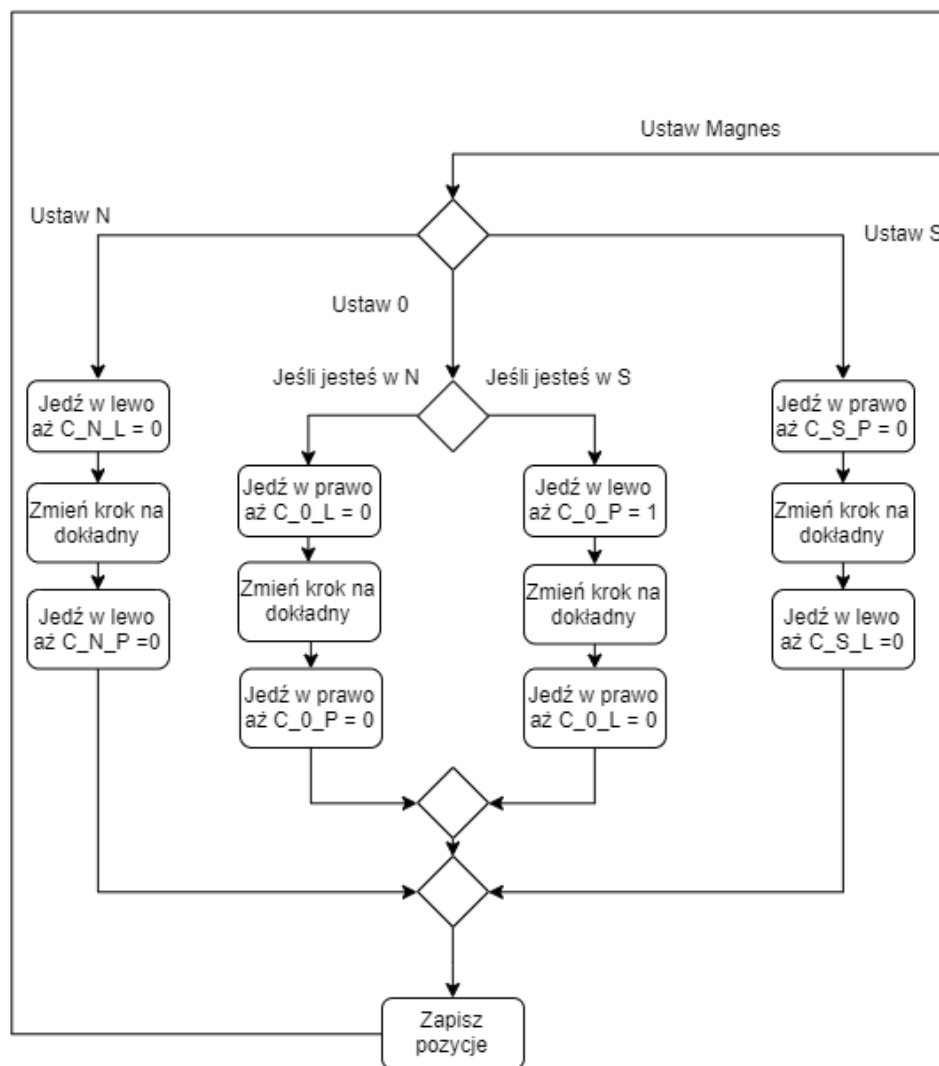 Ustaw Magnes
Ustaw N
Ustaw S
Ustaw 0
Jeśli jesteś w N
Jeśli jesteś w S
Jedź w lewo
aż C_N_L = 0
Jedź w prawo
aż C_S_P = 0
Jedź w prawo
aż C_0_L = 0
Jedź w lewo
aż C_0_P = 1
Zmień krok na
dokładny
Zmień krok na
dokładny
Zmień krok na
dokładny
Zmień krok na
dokładny
Jedź w lewo
aż C_N_P =0
Jedź w lewo
aż C_S_L =0
Jedź w prawo
aż C_0_P = 0
Jedź w prawo
aż C_0_L = 0
Zapisz
pozycje